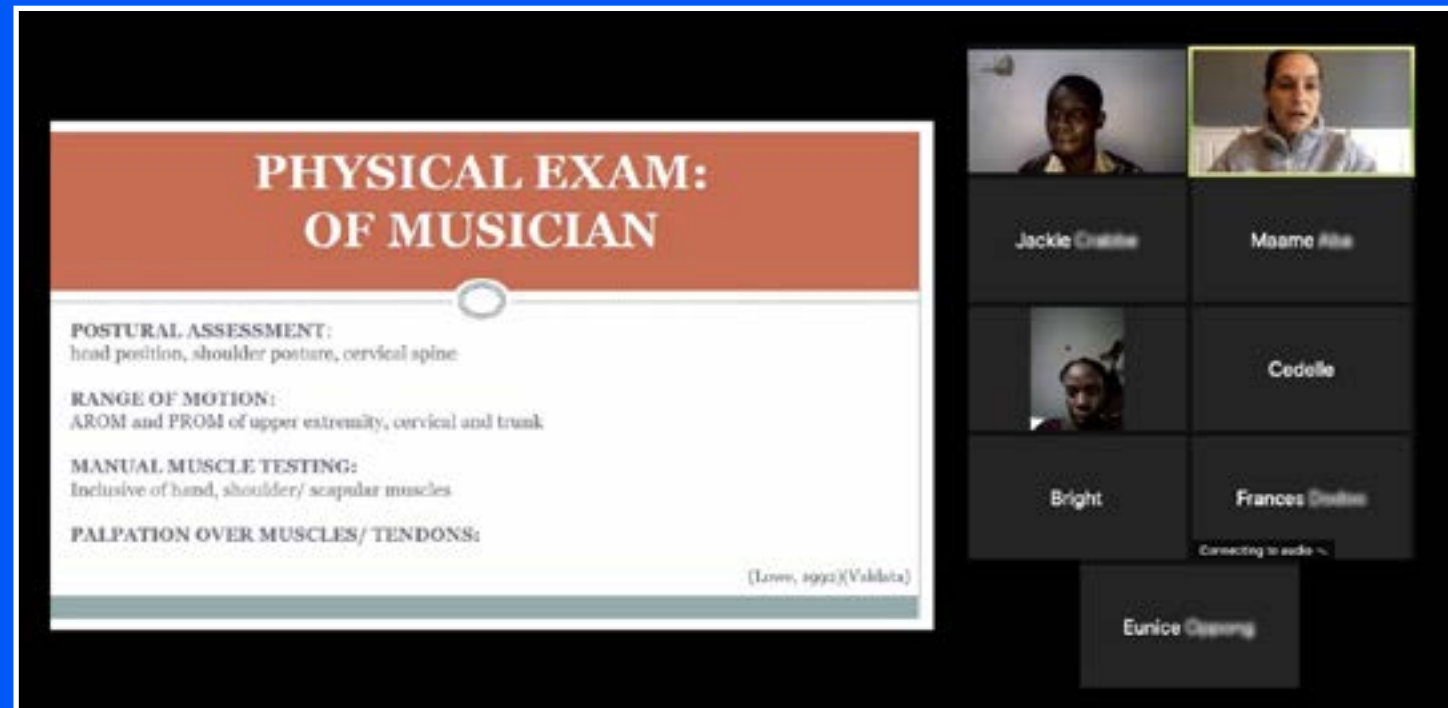 PHYSICAL EXAM:
OF MUSICIAN
POSTURAL ASSESSMENT:
head position, shoulder posture, cervical spine
RANGE OF MOTION:
AROM and PROM of upper extremity, cervical and trunk
MANUAL MUSCLE TESTING:
Inclusive of hand, shoulder/ scapular muscles
PALPATION OVER MUSCLES/ TENDONS:
(Lowe, 1992)(Valdata)
Jackie
Maame
Cedelle
Bright
Frances
Connecting to audio
Eunice